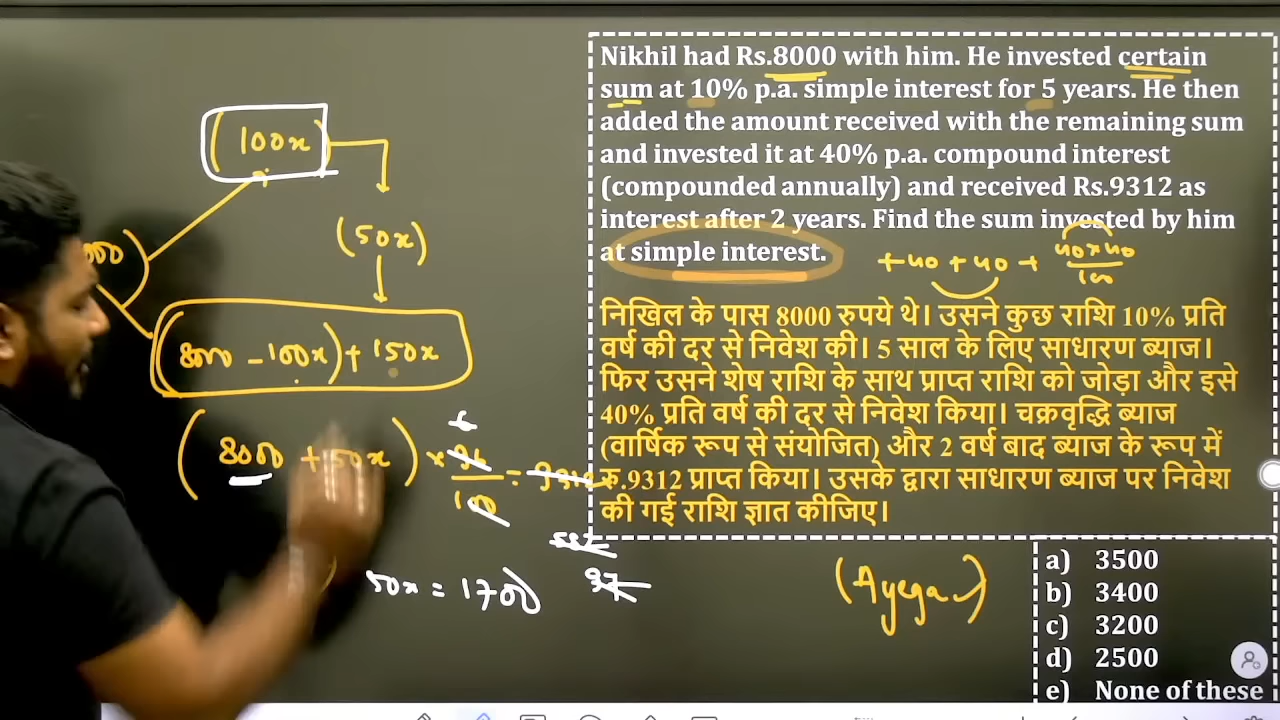 Nikhil had Rs.8000 with him. He invested certain
sum at 10% p.a. simple interest for 5 years. He then
added the amount received with the remaining sum
and invested it at 40% p.a. compound interest
(compounded annually) and received Rs.9312 as
interest after 2 years. Find the sum invested by him
at simple interest.
+40 + 40 + 40×40/100
निखिल के पास 8000 रुपये थे। उसने कुछ राशि 10% प्रति
वर्ष की दर से निवेश की। 5 साल के लिए साधारण ब्याज।
फिर उसने शेष राशि के साथ प्राप्त राशि को जोड़ा और इसे
40% प्रति वर्ष की दर से निवेश किया। चक्रवृद्धि ब्याज
(वार्षिक रूप से संयोजित) और 2 वर्ष बाद ब्याज के रूप में
रु.9312 प्राप्त किया। उसके द्वारा साधारण ब्याज पर निवेश
की गई राशि ज्ञात कीजिए।
a) 3500
b) 3400
c) 3200
d) 2500
e) None of these
(100x)
(50x)
(8000 - 100x) + 150x
(8000 + 50x) × 96/100 =
50x = 1700
97
(Ayega)